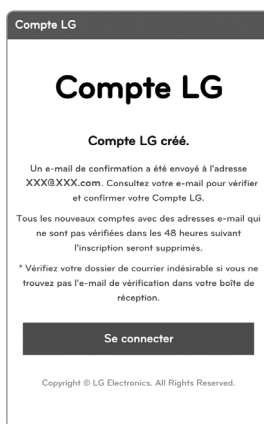 Compte LG
Compte LG
Compte LG créé.
Un e-mail de confirmation a été envoyé à l'adresse
XXX@XXX.com. Consultez votre e-mail pour vérifier
et confirmer votre Compte LG.
Tous les nouveaux comptes avec des adresses e-mail qui
ne sont pas vérifiées dans les 48 heures suivant
l'inscription seront supprimés.
* Vérifiez votre dossier de courrier indésirable si vous ne
trouvez pas l'e-mail de vérification dans votre boîte de
réception.
Se connecter
Copyright © LG Electronics. All Rights Reserved.